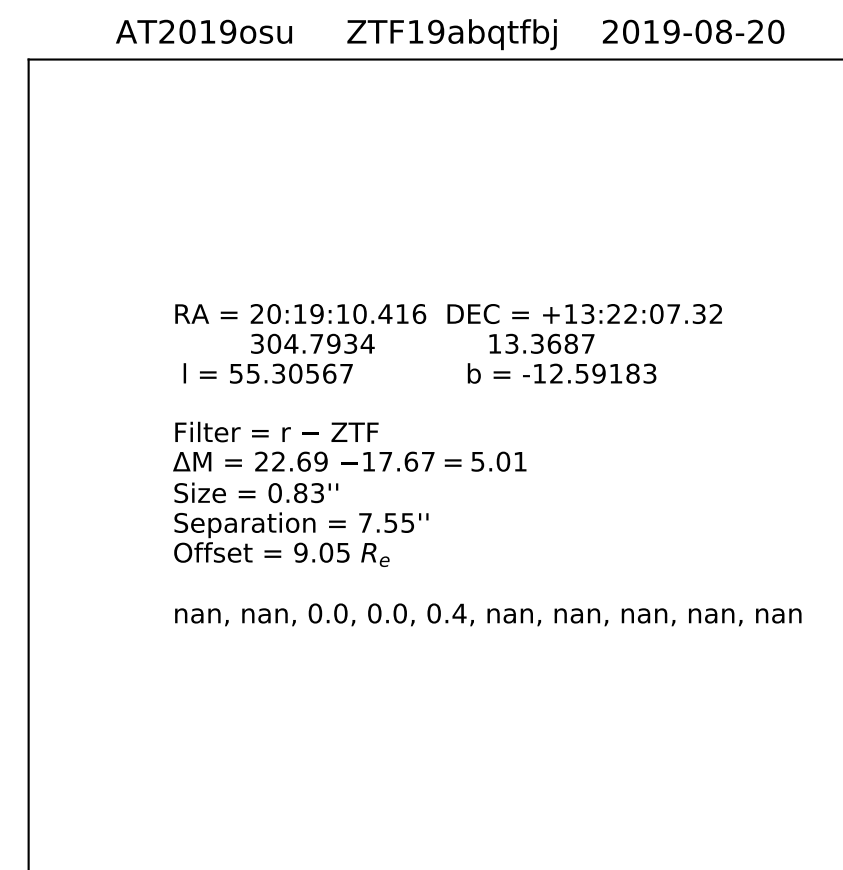 AT2019osu ZTF19abqtfbj 2019-08-20
RA = 20:19:10.416 DEC = +13:22:07.32
304.7934 13.3687
l = 55.30567 b = -12.59183
Filter = r − ZTF
ΔM = 22.69 −17.67 = 5.01
Size = 0.83''
Separation = 7.55''
Offset = 9.05 Rₑ
nan, nan, 0.0, 0.0, 0.4, nan, nan, nan, nan, nan